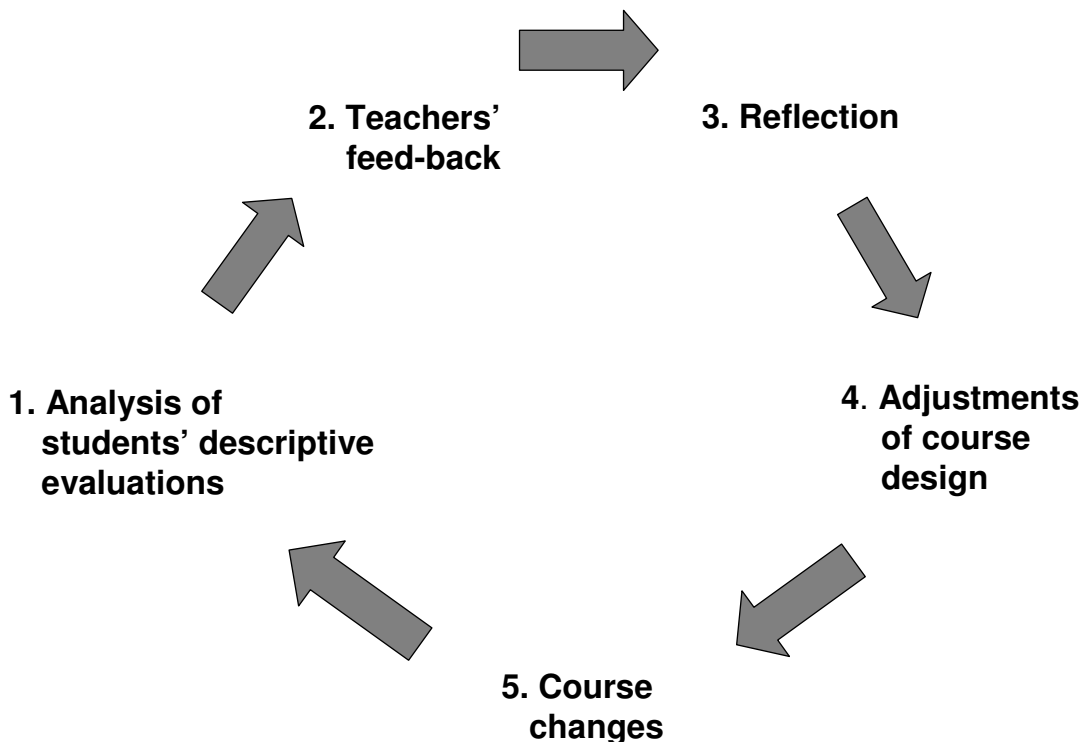 1. Analysis of
students’ descriptive
evaluations
2. Teachers’
feed-back
3. Reflection
4. Adjustments
of course
design
5. Course
changes